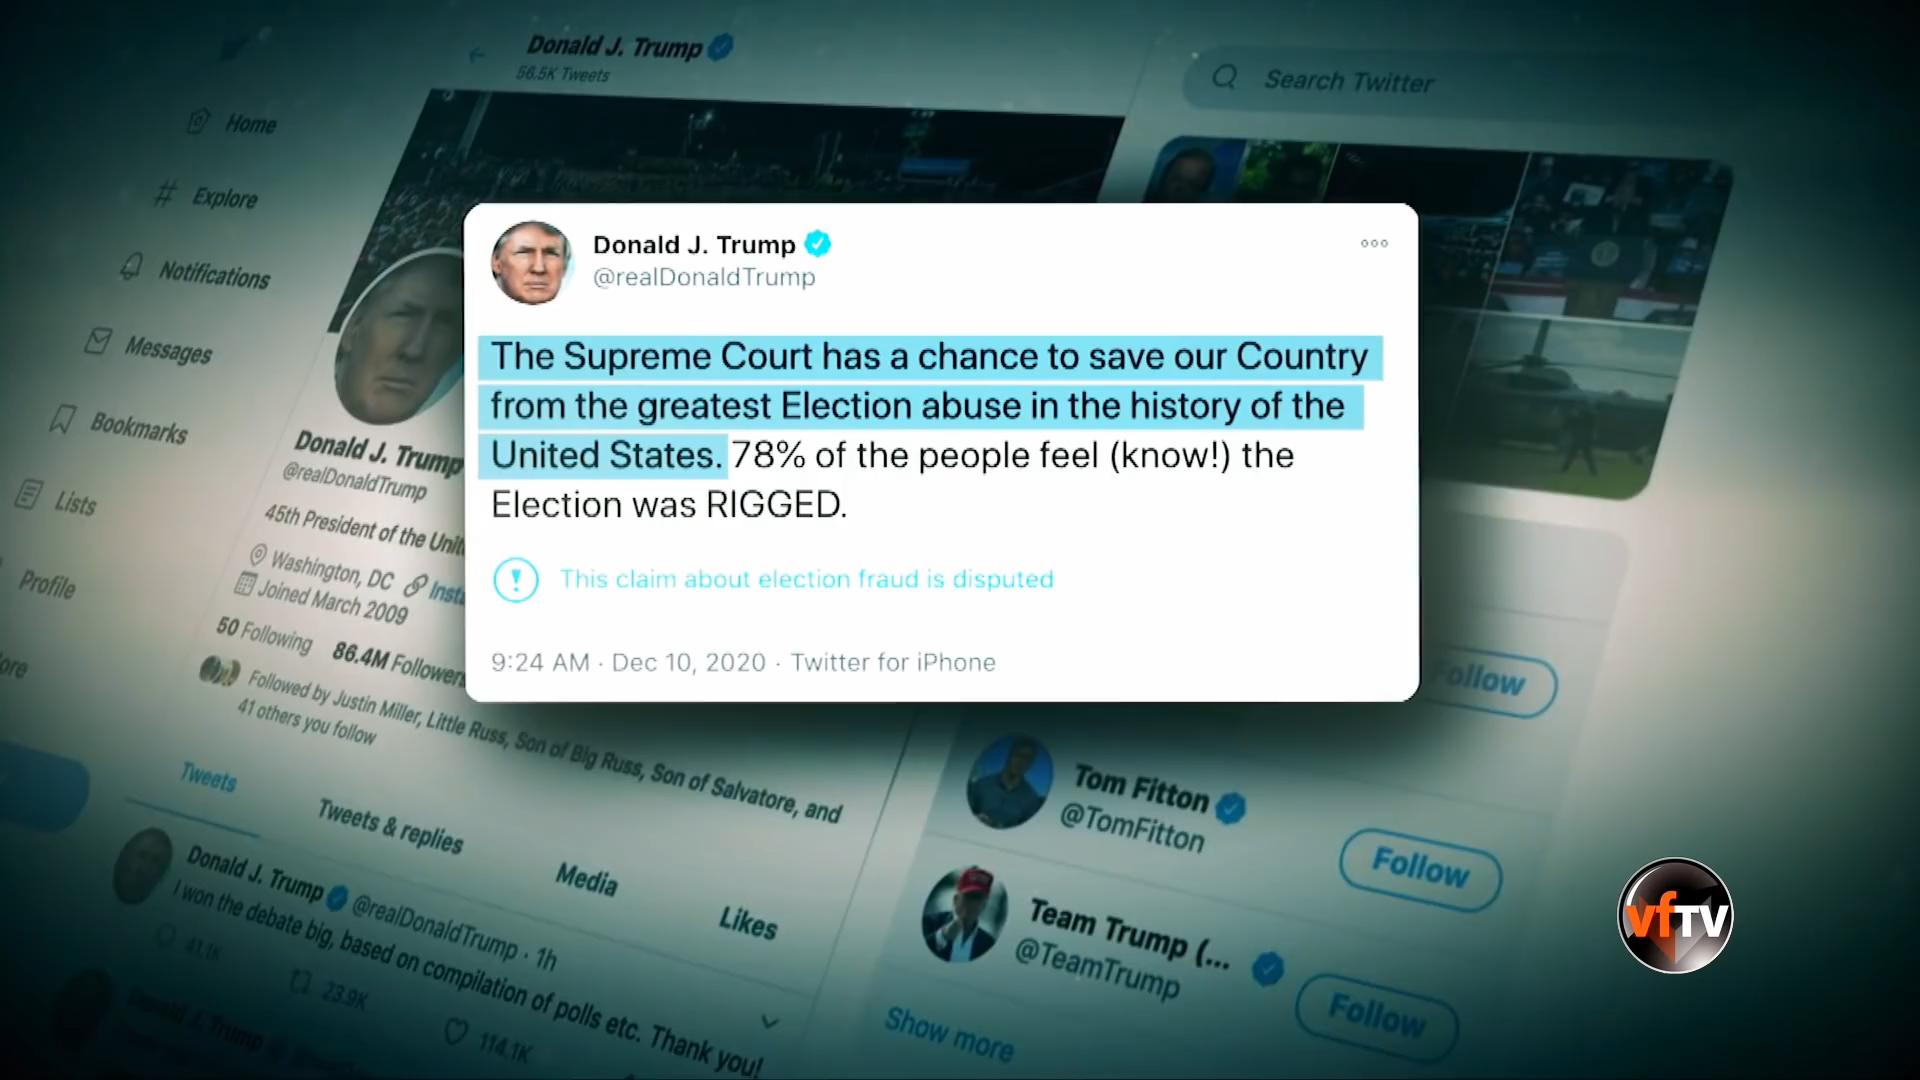 Donald J. Trump
56.5K Tweets
Search Twitter
Home
Explore
Notifications
Messages
Bookmarks
Lists
Profile
ore
Donald J. Trump
@realDonaldTrump
45th President of the Unit
Washington, DC
Insta
Joined March 2009
50 Following 86.4M Followers
Followed by Justin Miller, Little Russ, Son of Big Russ, Son of Salvatore, and
41 others you follow
Tweets
Tweets & replies
Media
Likes
Donald J. Trump @realDonaldTrump · 1h
I won the debate big, based on compilation of polls etc. Thank you!
41.1K
23.9K
114.1K
Donald J. Trump
Donald J. Trump
@realDonaldTrump
The Supreme Court has a chance to save our Country
from the greatest Election abuse in the history of the
United States. 78% of the people feel (know!) the
Election was RIGGED.
This claim about election fraud is disputed
9:24 AM · Dec 10, 2020 · Twitter for iPhone
Follow
Tom Fitton
@TomFitton
Follow
Team Trump (...
@TeamTrump
Follow
Show more
vfTV